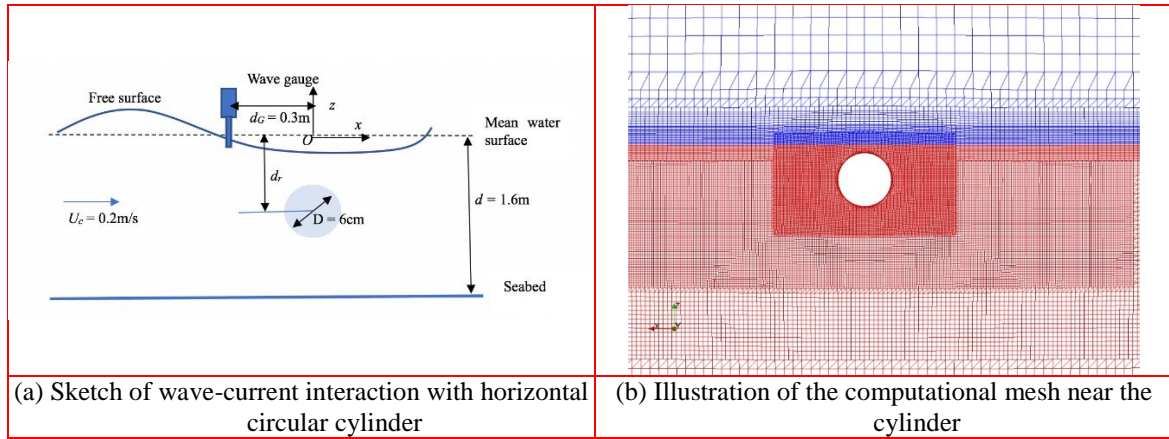 Wave gauge
Free surface
z
d_G = 0.3m
x
O
Mean water
surface
d_r
d = 1.6m
U_c = 0.2m/s
D = 6cm
Seabed
(a) Sketch of wave-current interaction with horizontal
circular cylinder
(b) Illustration of the computational mesh near the
cylinder